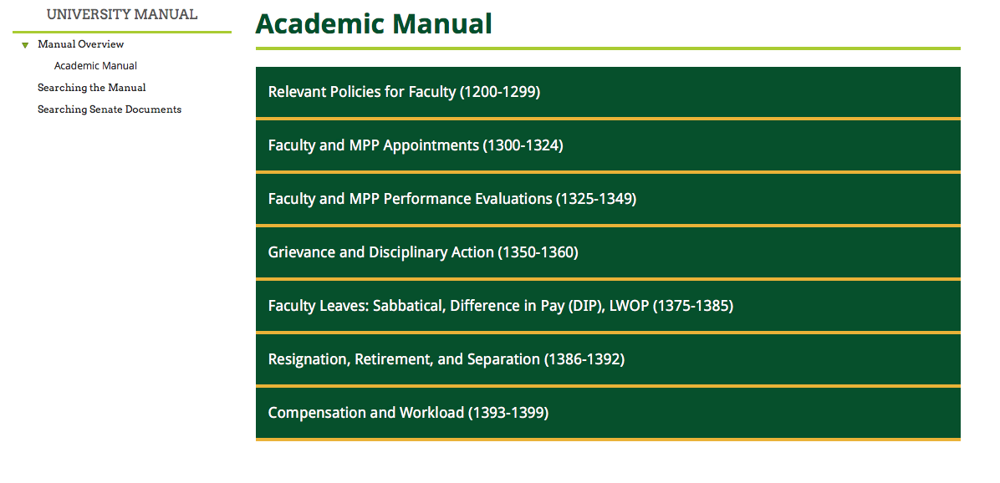 UNIVERSITY MANUAL
Manual Overview
Academic Manual
Searching the Manual
Searching Senate Documents
Academic Manual
Relevant Policies for Faculty (1200-1299)
Faculty and MPP Appointments (1300-1324)
Faculty and MPP Performance Evaluations (1325-1349)
Grievance and Disciplinary Action (1350-1360)
Faculty Leaves: Sabbatical, Difference in Pay (DIP), LWOP (1375-1385)
Resignation, Retirement, and Separation (1386-1392)
Compensation and Workload (1393-1399)